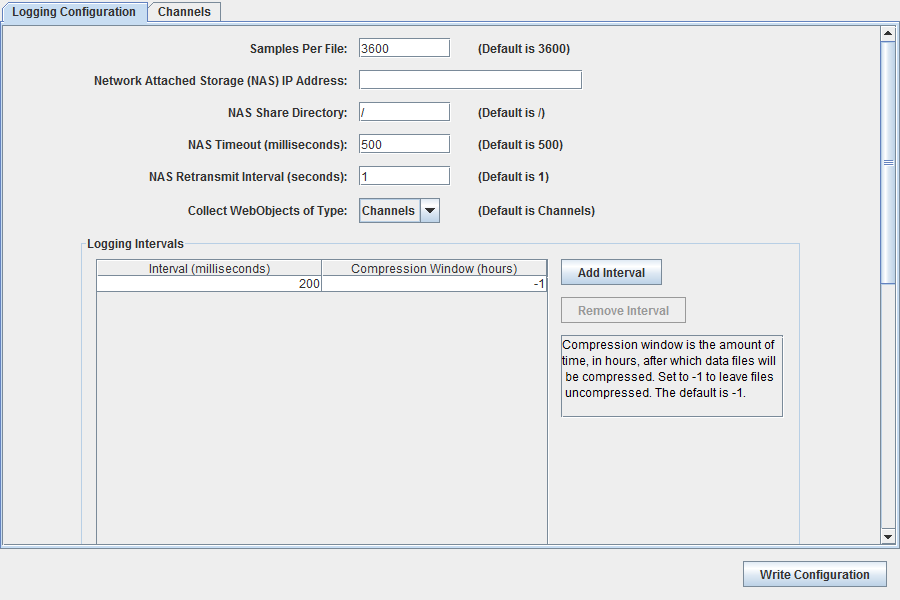 Logging Configuration Channels
Samples Per File: 3600 (Default is 3600)
Network Attached Storage (NAS) IP Address:
NAS Share Directory: / (Default is /)
NAS Timeout (milliseconds): 500 (Default is 500)
NAS Retransmit Interval (seconds): 1 (Default is 1)
Collect WebObjects of Type: Channels (Default is Channels)
Logging Intervals
Interval (milliseconds) Compression Window (hours)
200 -1
Add Interval
Remove Interval
Compression window is the amount of
time, in hours, after which data files will
be compressed. Set to -1 to leave files
uncompressed. The default is -1.
Write Configuration